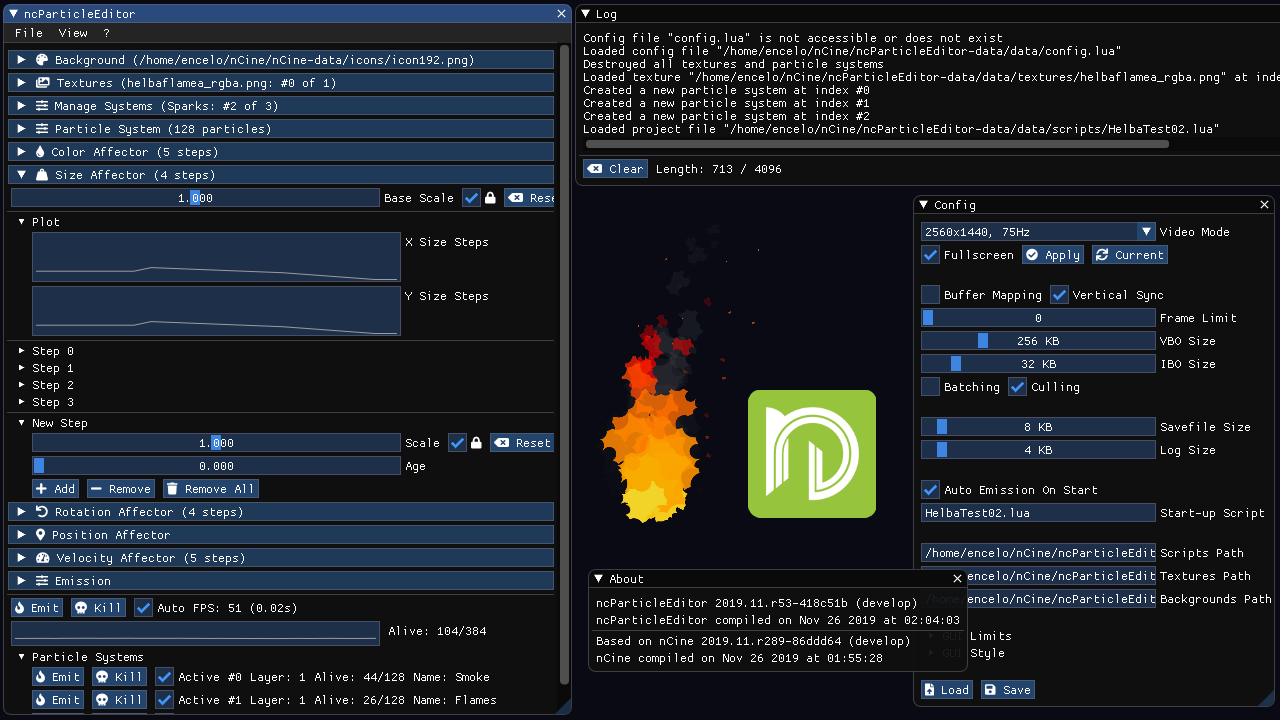 ncParticleEditor
File View ?
Background (/home/encelo/nCine/nCine-data/icons/icon192.png)
Textures (helbaflamea_rgba.png: #0 of 1)
Manage Systems (Sparks: #2 of 3)
Particle System (128 particles)
Color Affector (5 steps)
Size Affector (4 steps)
1.000 Base Scale Rese
Plot
X Size Steps
Y Size Steps
Step 0
Step 1
Step 2
Step 3
New Step
1.000 Scale Reset
0.000 Age
Add Remove Remove All
Rotation Affector (4 steps)
Position Affector
Velocity Affector (5 steps)
Emission
Emit Kill Auto FPS: 51 (0.02s)
Alive: 104/384
Particle Systems
Emit Kill Active #0 Layer: 1 Alive: 44/128 Name: Smoke
Emit Kill Active #1 Layer: 1 Alive: 26/128 Name: Flames
Log
Config file "config.lua" is not accessible or does not exist
Loaded config file "/home/encelo/nCine/ncParticleEditor-data/data/config.lua"
Destroyed all textures and particle systems
Loaded texture "/home/encelo/nCine/ncParticleEditor-data/data/textures/helbaflamea_rgba.png" at inde
Created a new particle system at index #0
Created a new particle system at index #1
Created a new particle system at index #2
Loaded project file "/home/encelo/nCine/ncParticleEditor-data/data/scripts/HelbaTest02.lua"
Clear Length: 713 / 4096
Config
2560x1440, 75Hz Video Mode
Fullscreen Apply Current
Buffer Mapping Vertical Sync
0 Frame Limit
256 KB VBO Size
32 KB IBO Size
Batching Culling
8 KB Savefile Size
4 KB Log Size
Auto Emission On Start
HelbaTest02.lua Start-up Script
/home/encelo/nCine/ncParticleEdit Scripts Path
encelo/nCine/ncParticleEdit Textures Path
/home/encelo/nCine/ncParticleEdit Backgrounds Path
GUI Limits
GUI Style
Load Save
About
ncParticleEditor 2019.11.r53-418c51b (develop)
ncParticleEditor compiled on Nov 26 2019 at 02:04:03
Based on nCine 2019.11.r289-86ddd64 (develop)
nCine compiled on Nov 26 2019 at 01:55:28